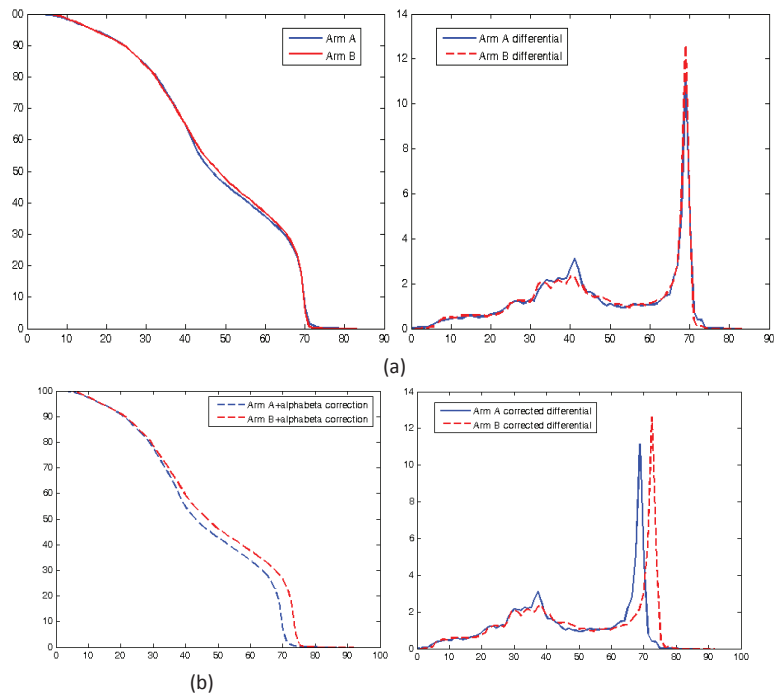 00
90
80
70
60
50
40
30
20
10
0
0 10 20 30 40 50 60 70 80 90
Arm A
Arm B
14
12
10
8
6
4
2
0
0 10 20 30 40 50 60 70 80 90
Arm A differential
Arm B differential
(a)
100
90
80
70
60
50
40
30
20
10
0
0 10 20 30 40 50 60 70 80 90 100
Arm A+alphabeta correction
Arm B+alphabeta correction
14
12
10
8
6
4
2
0
0 10 20 30 40 50 60 70 80 90 100
Arm A corrected differential
Arm B corrected differential
(b)